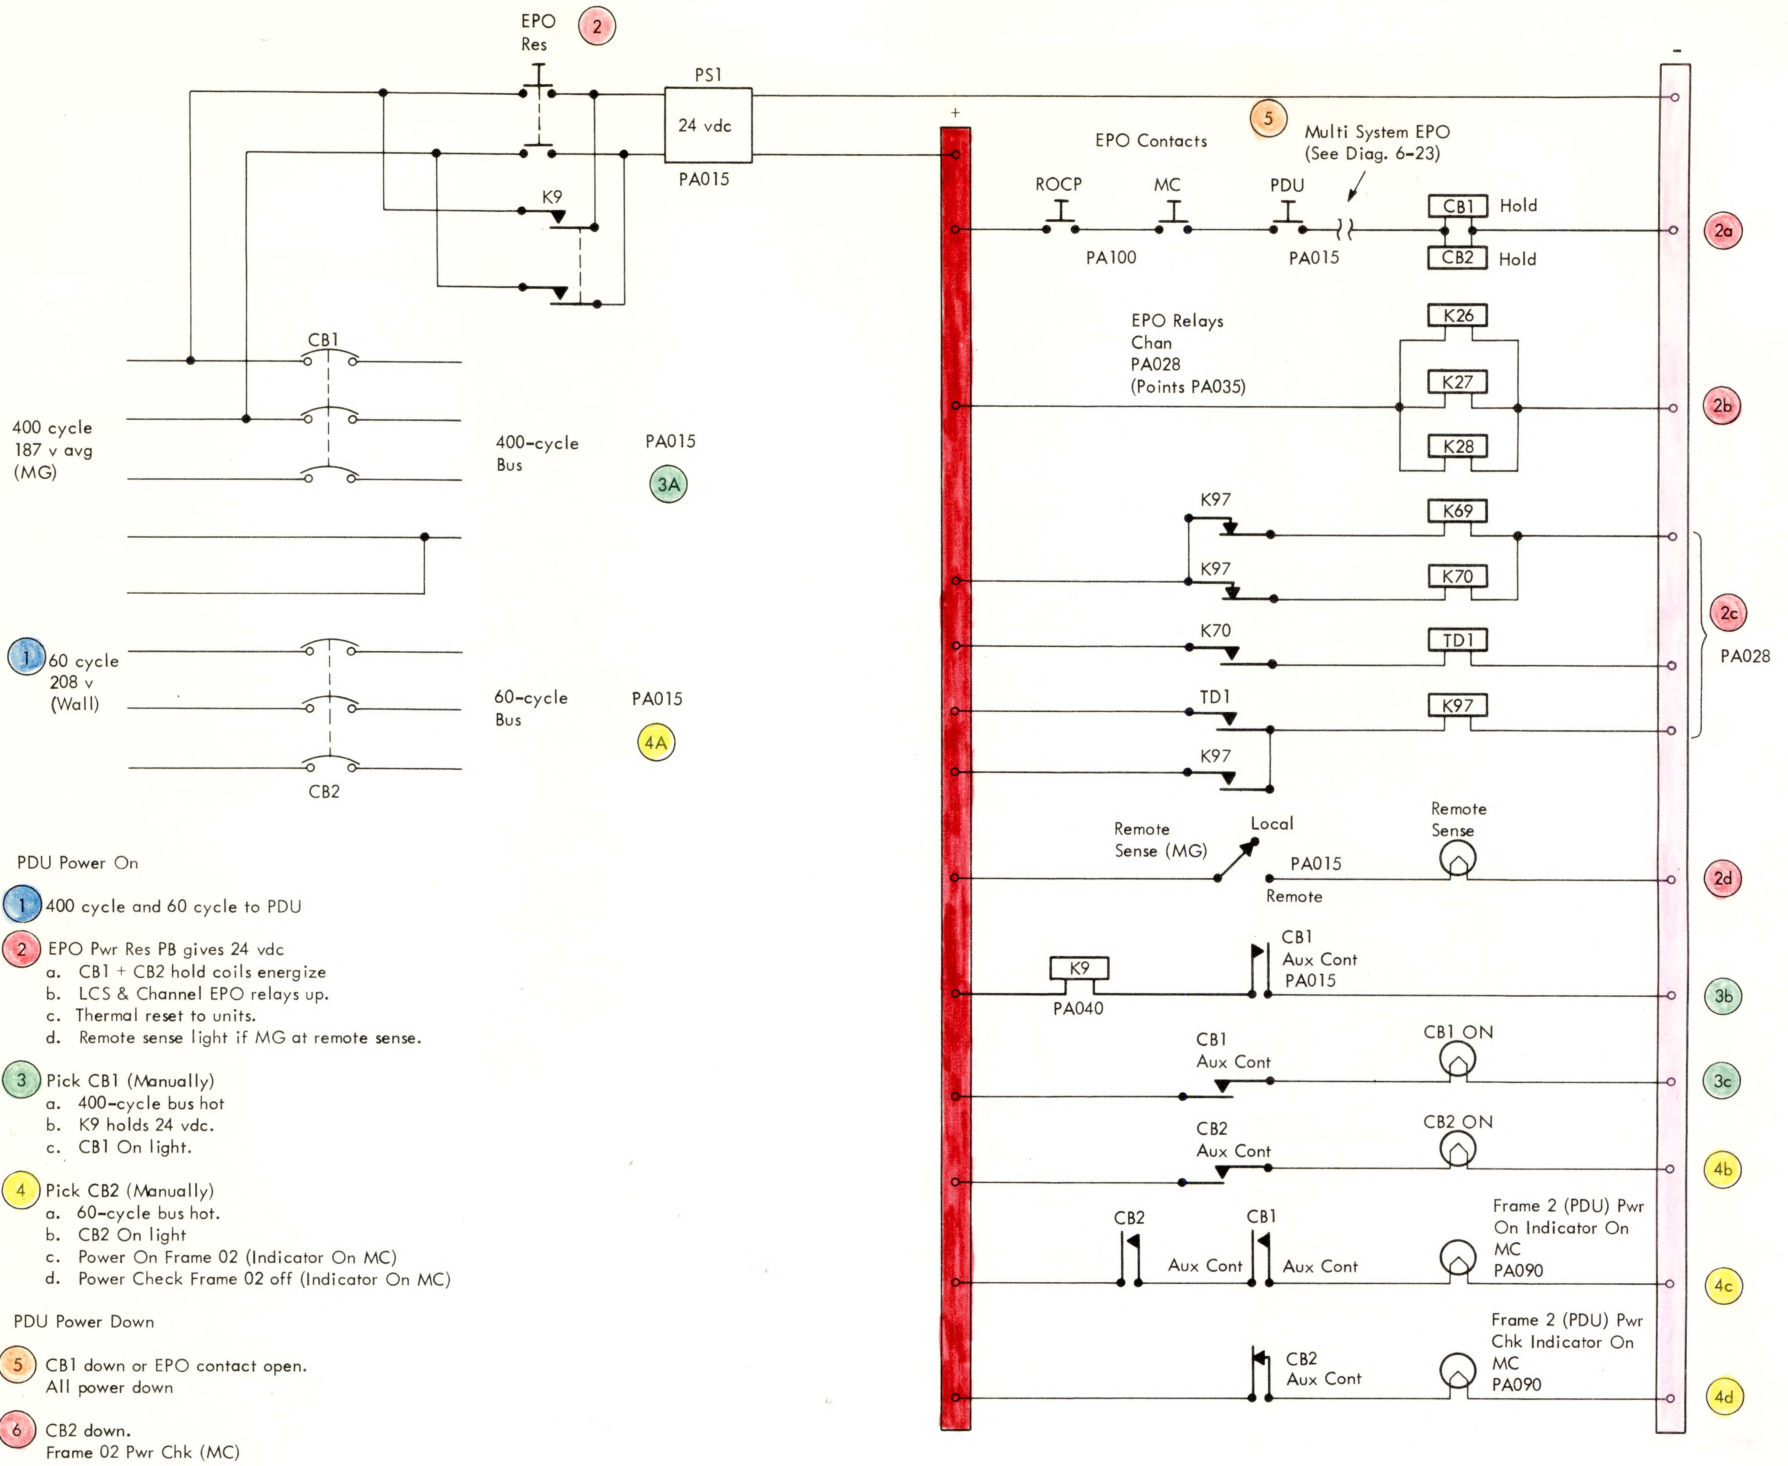 EPO
Res
2
PS1
24 vdc
PA015
K9
+
-
EPO Contacts
5
Multi System EPO
(See Diag. 6-23)
ROCP
MC
PDU
PA100
PA015
CB1
Hold
CB2
Hold
2a
EPO Relays
Chan
PA028
(Points PA035)
K26
K27
K28
2b
CB1
400 cycle
187 v avg
(MG)
400-cycle
Bus
PA015
3A
K97
K69
K97
K70
K70
TD1
TD1
K97
K97
2c
PA028
1
60 cycle
208 v
(Wall)
60-cycle
Bus
PA015
4A
CB2
Remote
Sense (MG)
Local
PA015
Remote
Remote
Sense
2d
K9
PA040
CB1
Aux Cont
PA015
3b
CB1
Aux Cont
CB1 ON
3c
CB2
Aux Cont
CB2 ON
4b
CB2
Aux Cont
CB1
Aux Cont
Frame 2 (PDU) Pwr
On Indicator On
MC
PA090
4c
CB2
Aux Cont
Frame 2 (PDU) Pwr
Chk Indicator On
MC
PA090
4d
PDU Power On
1 400 cycle and 60 cycle to PDU
2 EPO Pwr Res PB gives 24 vdc
a. CB1 + CB2 hold coils energize
b. LCS & Channel EPO relays up.
c. Thermal reset to units.
d. Remote sense light if MG at remote sense.
3 Pick CB1 (Manually)
a. 400-cycle bus hot
b. K9 holds 24 vdc.
c. CB1 On light.
4 Pick CB2 (Manually)
a. 60-cycle bus hot.
b. CB2 On light
c. Power On Frame 02 (Indicator On MC)
d. Power Check Frame 02 off (Indicator On MC)
PDU Power Down
5 CB1 down or EPO contact open.
All power down
6 CB2 down.
Frame 02 Pwr Chk (MC)